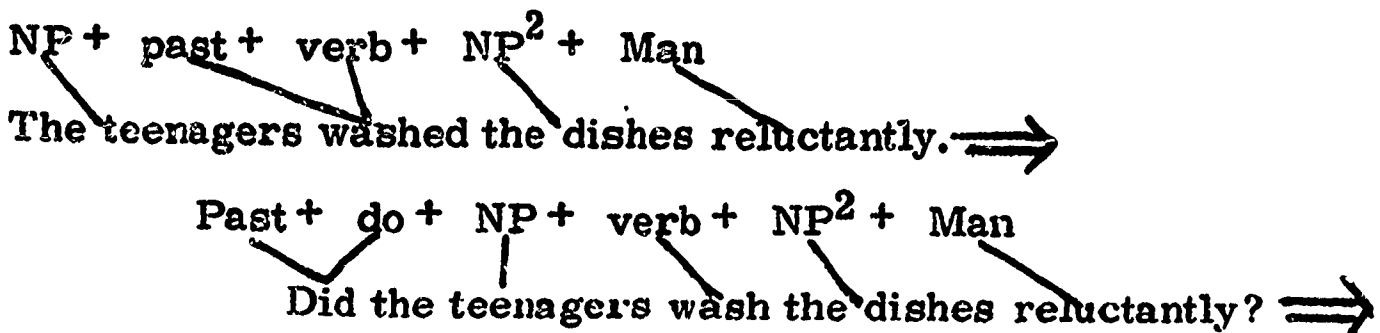 NP + past + verb + NP² + Man
The teenagers washed the dishes reluctantly. ⟹
Past + do + NP + verb + NP² + Man
Did the teenagers wash the dishes reluctantly? ⟹